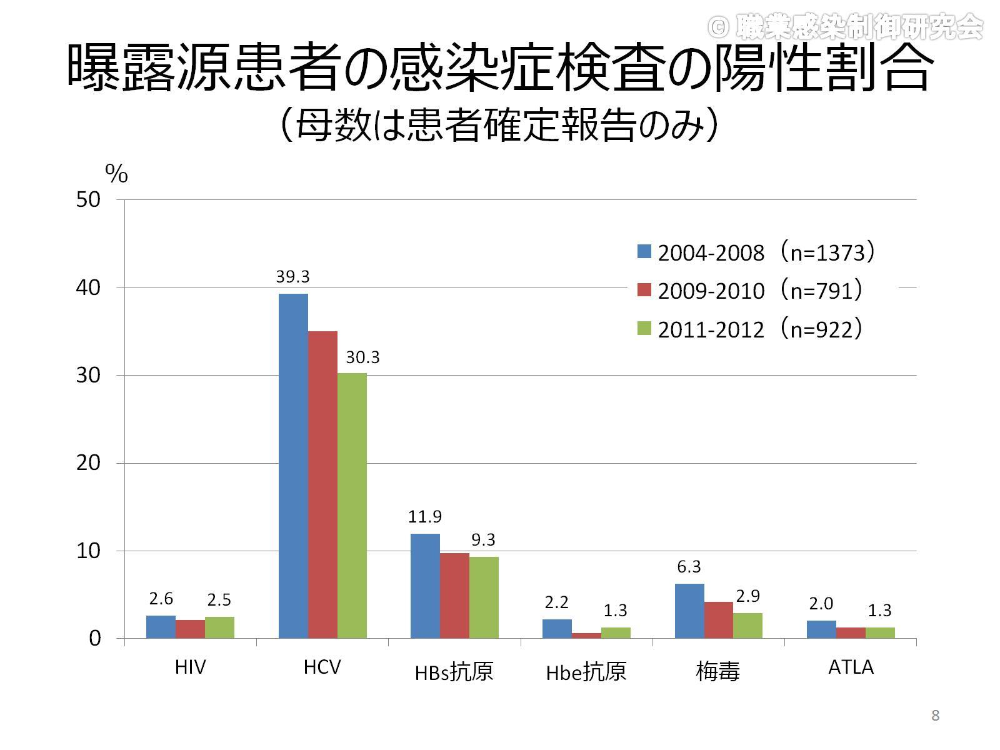 © 職業感染制御研究会
曝露源患者の感染症検査の陽性割合
（母数は患者確定報告のみ）
%
50
40
30
20
10
0
2004-2008（n=1373）
2009-2010（n=791）
2011-2012（n=922）
2.6
2.5
39.3
30.3
11.9
9.3
2.2
1.3
6.3
2.9
2.0
1.3
HIV
HCV
HBs抗原
Hbe抗原
梅毒
ATLA
8